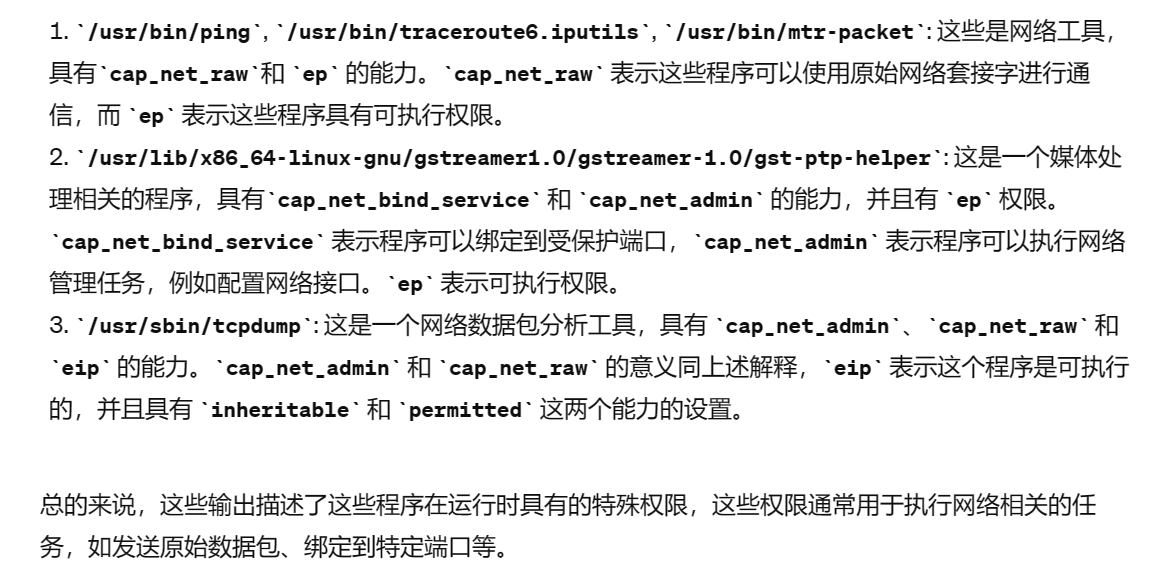 1. `/usr/bin/ping`, `/usr/bin/traceroute6.iputils`, `/usr/bin/mtr-packet`: 这些是网络工具，
具有`cap_net_raw`和 `ep` 的能力。`cap_net_raw` 表示这些程序可以使用原始网络套接字进行通
信，而 `ep` 表示这些程序具有可执行权限。
2. `/usr/lib/x86_64-linux-gnu/gstreamer1.0/gstreamer-1.0/gst-ptp-helper`: 这是一个媒体处
理相关的程序，具有`cap_net_bind_service` 和 `cap_net_admin` 的能力，并且有 `ep` 权限。
`cap_net_bind_service` 表示程序可以绑定到受保护端口，`cap_net_admin` 表示程序可以执行网络
管理任务，例如配置网络接口。`ep` 表示可执行权限。
3. `/usr/sbin/tcpdump`: 这是一个网络数据包分析工具，具有 `cap_net_admin`、`cap_net_raw` 和
`eip` 的能力。`cap_net_admin` 和 `cap_net_raw` 的意义同上述解释，`eip` 表示这个程序是可执行
的，并且具有 `inheritable` 和 `permitted` 这两个能力的设置。
总的来说，这些输出描述了这些程序在运行时具有的特殊权限，这些权限通常用于执行网络相关的任
务，如发送原始数据包、绑定到特定端口等。